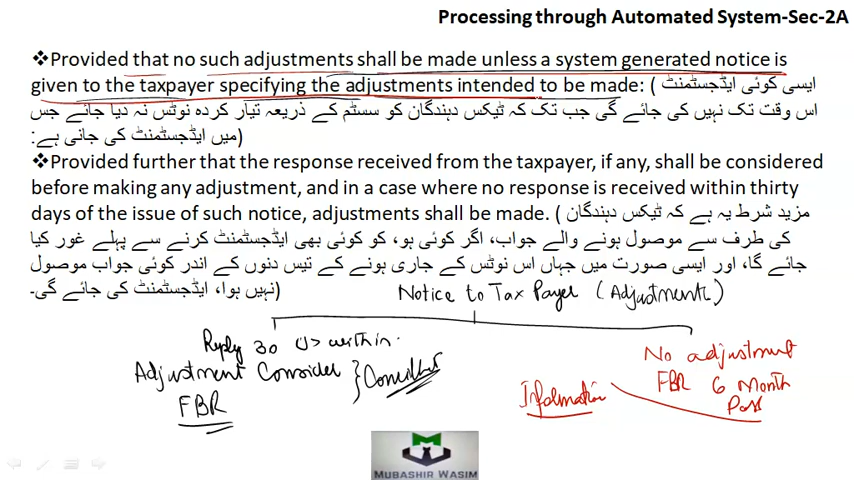 Processing through Automated System-Sec-2A
❖Provided that no such adjustments shall be made unless a system generated notice is
given to the taxpayer specifying the adjustments intended to be made: ( ایسی کوئی ایڈجسٹمنٹ
اس وقت تک نہیں کی جائے گی جب تک کہ ٹیکس دہندگان کو سسٹم کے ذریعہ تیار کردہ نوٹس نہ دیا جائے جس
میں ایڈجسٹمنٹ کی جانی ہے:)
❖Provided further that the response received from the taxpayer, if any, shall be considered
before making any adjustment, and in a case where no response is received within thirty
days of the issue of such notice, adjustments shall be made. ( مزید شرط یہ ہے کہ ٹیکس دہندگان
کی طرف سے موصول ہونے والے جواب، اگر کوئی ہو، کو کوئی بھی ایڈجسٹمنٹ کرنے سے پہلے غور کیا
جائے گا، اور ایسی صورت میں جہاں اس نوٹس کے جاری ہونے کے تیس دنوں کے اندر کوئی جواب موصول
نہیں ہوا، ایڈجسٹمنٹ کی جائے گی۔)
Notice to Tax Payer (Adjustment)
Reply 30 within
Adjustment Consider
FBR
No adjustment
FBR 6 Month
Pass
Information
MUBASHIR WASIM